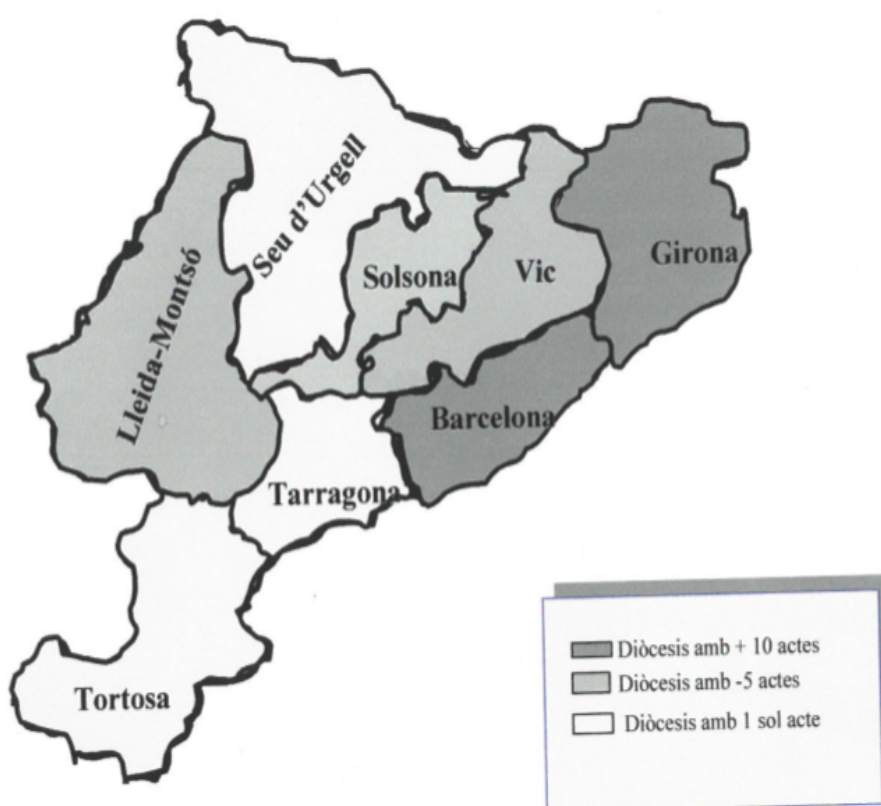 Seu d'Urgell
Lleida-Montsó
Solsona
Vic
Girona
Barcelona
Tarragona
Tortosa
Diòcesis amb + 10 actes
Diòcesis amb -5 actes
Diòcesis amb 1 sol acte